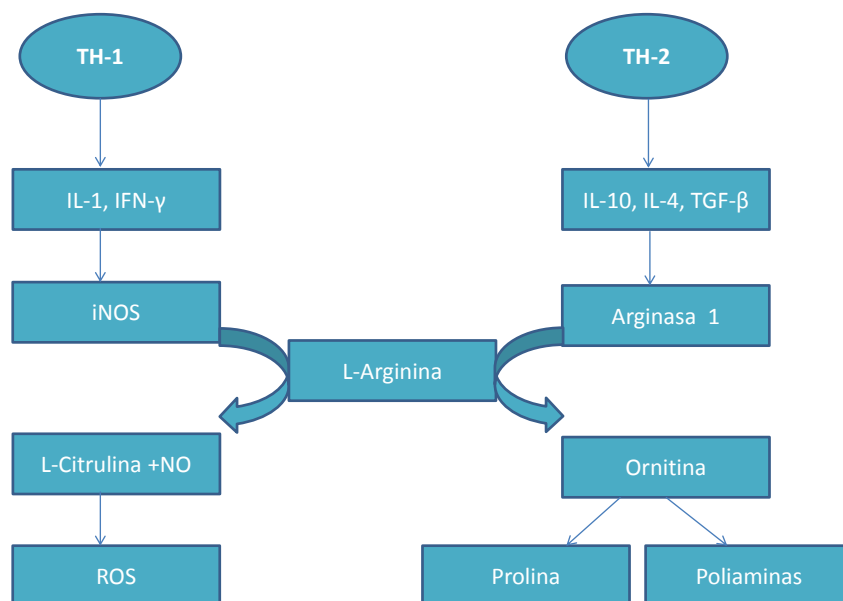 TH-1
TH-2
IL-1, IFN-γ
IL-10, IL-4, TGF-β
iNOS
Arginasa  1
L-Arginina
L-Citrulina +NO
Ornitina
ROS
Prolina
Poliaminas